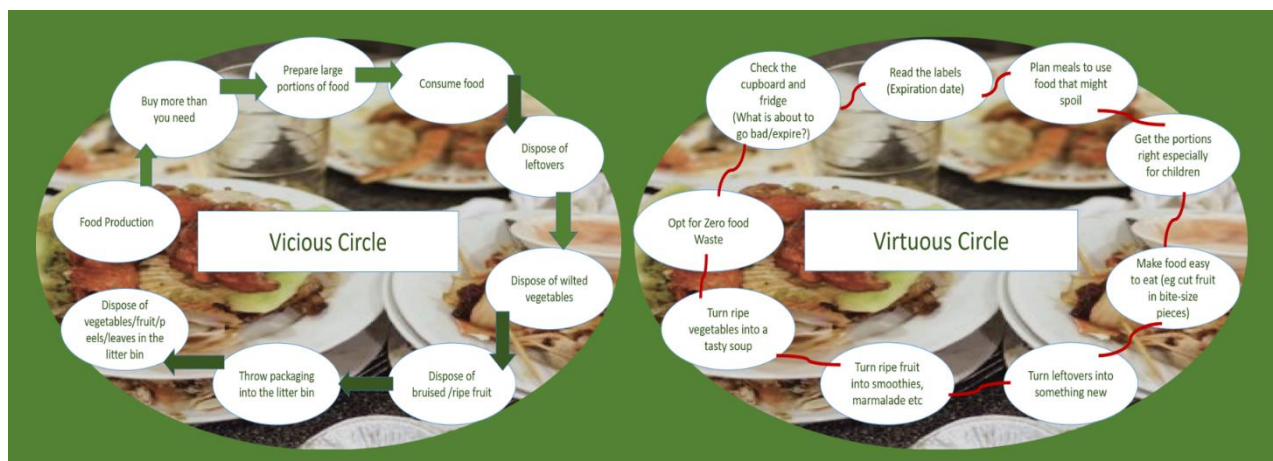 Vicious Circle
Food Production
Buy more than
you need
Prepare large
portions of food
Consume food
Dispose of
leftovers
Dispose of wilted
vegetables
Dispose of
bruised /ripe fruit
Throw packaging
into the litter bin
Dispose of
vegetables/fruit/p
eels/leaves in the
litter bin
Virtuous Circle
Opt for Zero food
Waste
Check the
cupboard and
fridge
(What is about to
go bad/expire?)
Read the labels
(Expiration date)
Plan meals to use
food that might
spoil
Get the portions
right especially
for children
Make food easy
to eat (eg cut fruit
in bite-size
pieces)
Turn leftovers into
something new
Turn ripe fruit
into smoothies,
marmalade etc
Turn ripe
vegetables into a
tasty soup